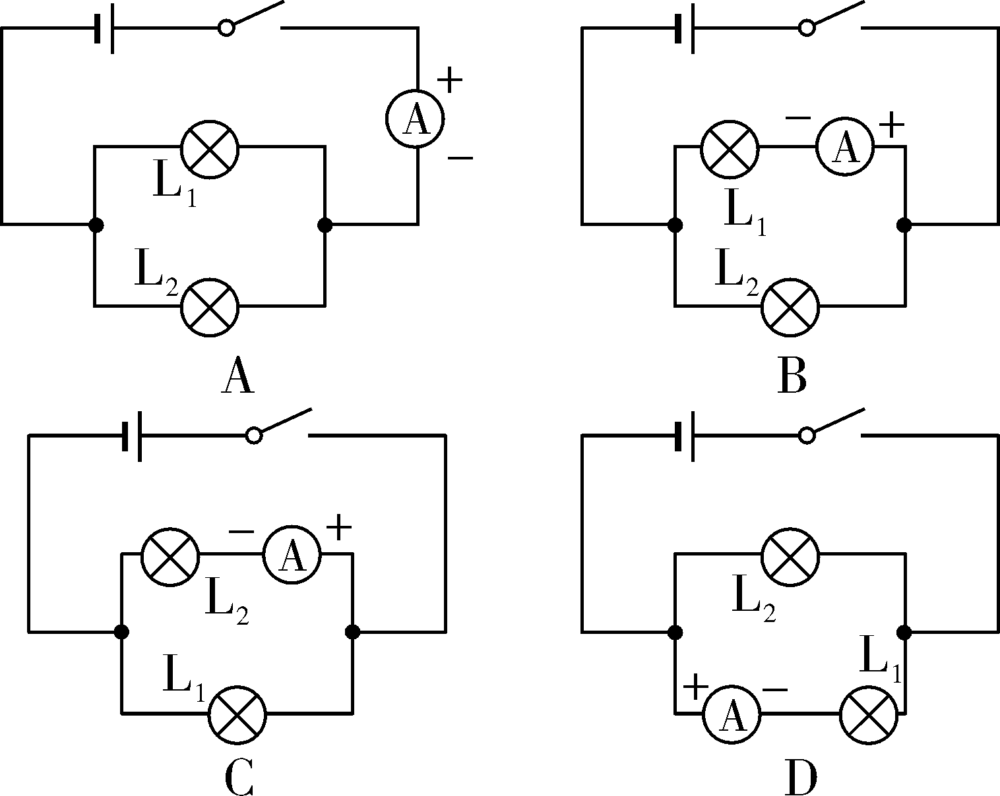 + +
A − A +
−
L1 L1
L2 L2
A B
− A + L2
L2 L1
L1 + A −
C D